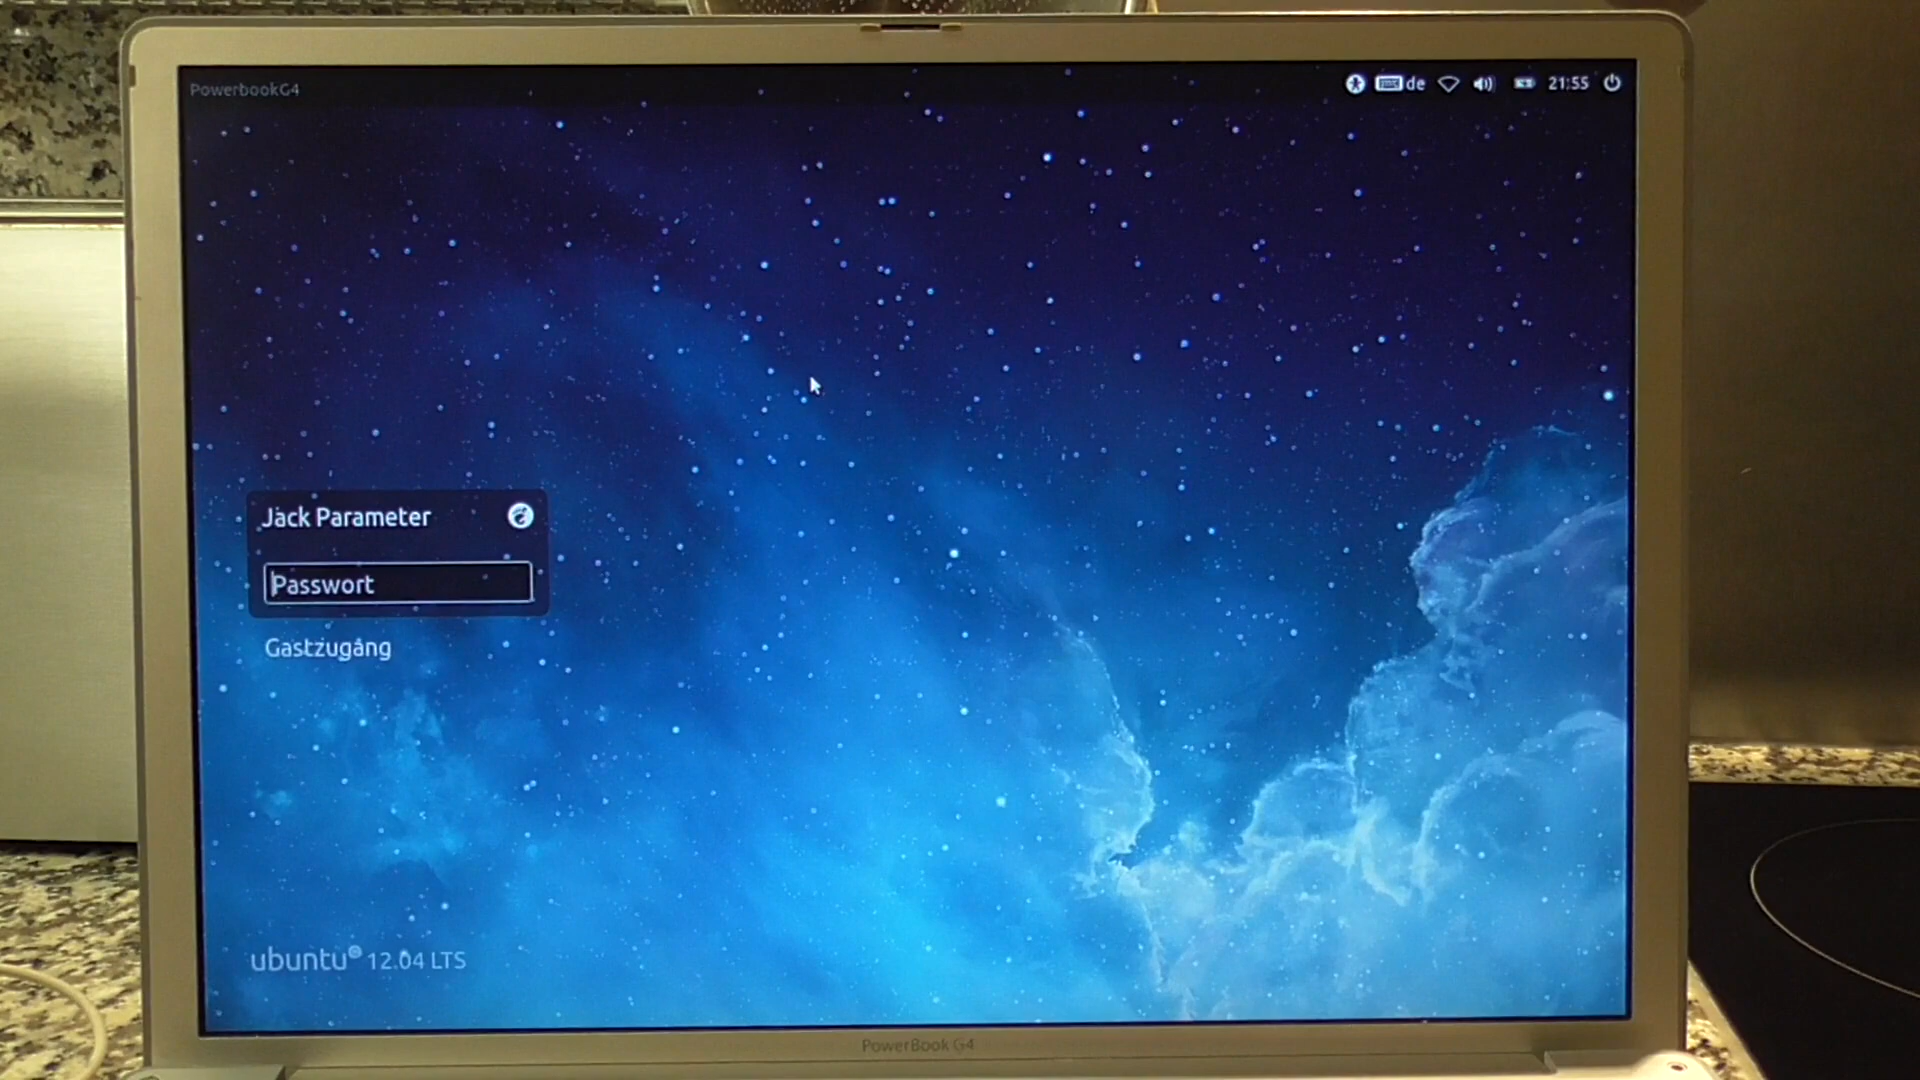 PowerbookG4
de 21:55
Jack Parameter
Passwort
Gastzugang
ubuntu 12.04 LTS
PowerBook G4